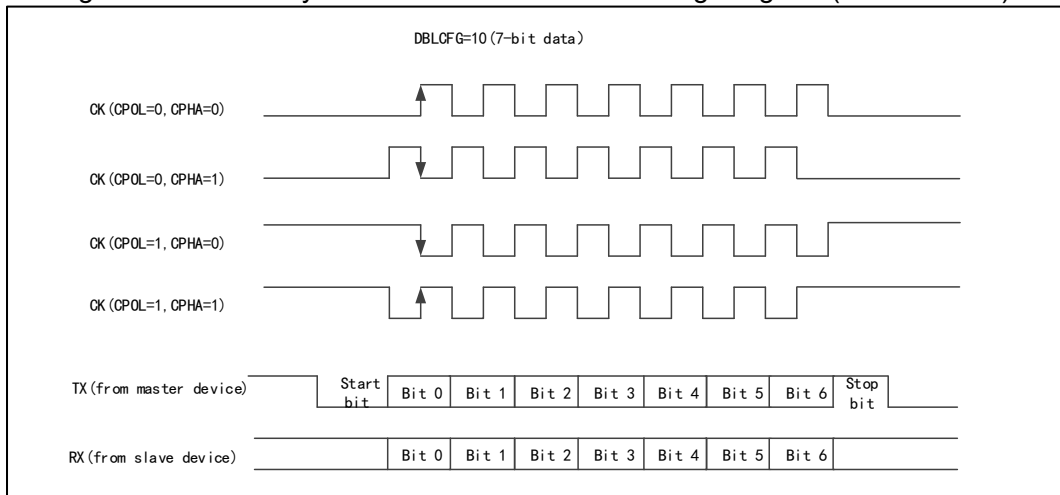 DBLCFG=10(7-bit data)
CK(CPOL=0,CPHA=0)
CK(CPOL=0,CPHA=1)
CK(CPOL=1,CPHA=0)
CK(CPOL=1,CPHA=1)
TX(from master device)
Start
bit
Bit 0 Bit 1 Bit 2 Bit 3 Bit 4 Bit 5 Bit 6
Stop
bit
RX(from slave device)
Bit 0 Bit 1 Bit 2 Bit 3 Bit 4 Bit 5 Bit 6